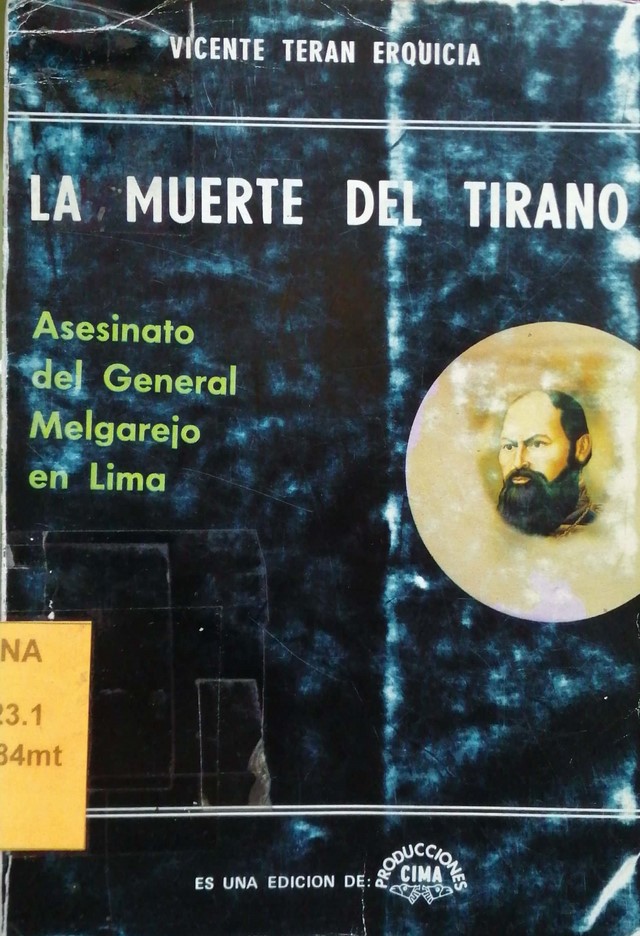 VICENTE TERAN ERQUICIA
LA MUERTE DEL TIRANO
Asesinato
del General
Melgarejo
en Lima
NA
23.1
84mt
ES UNA EDICION DE:
PRODUCCIONES
CIMA